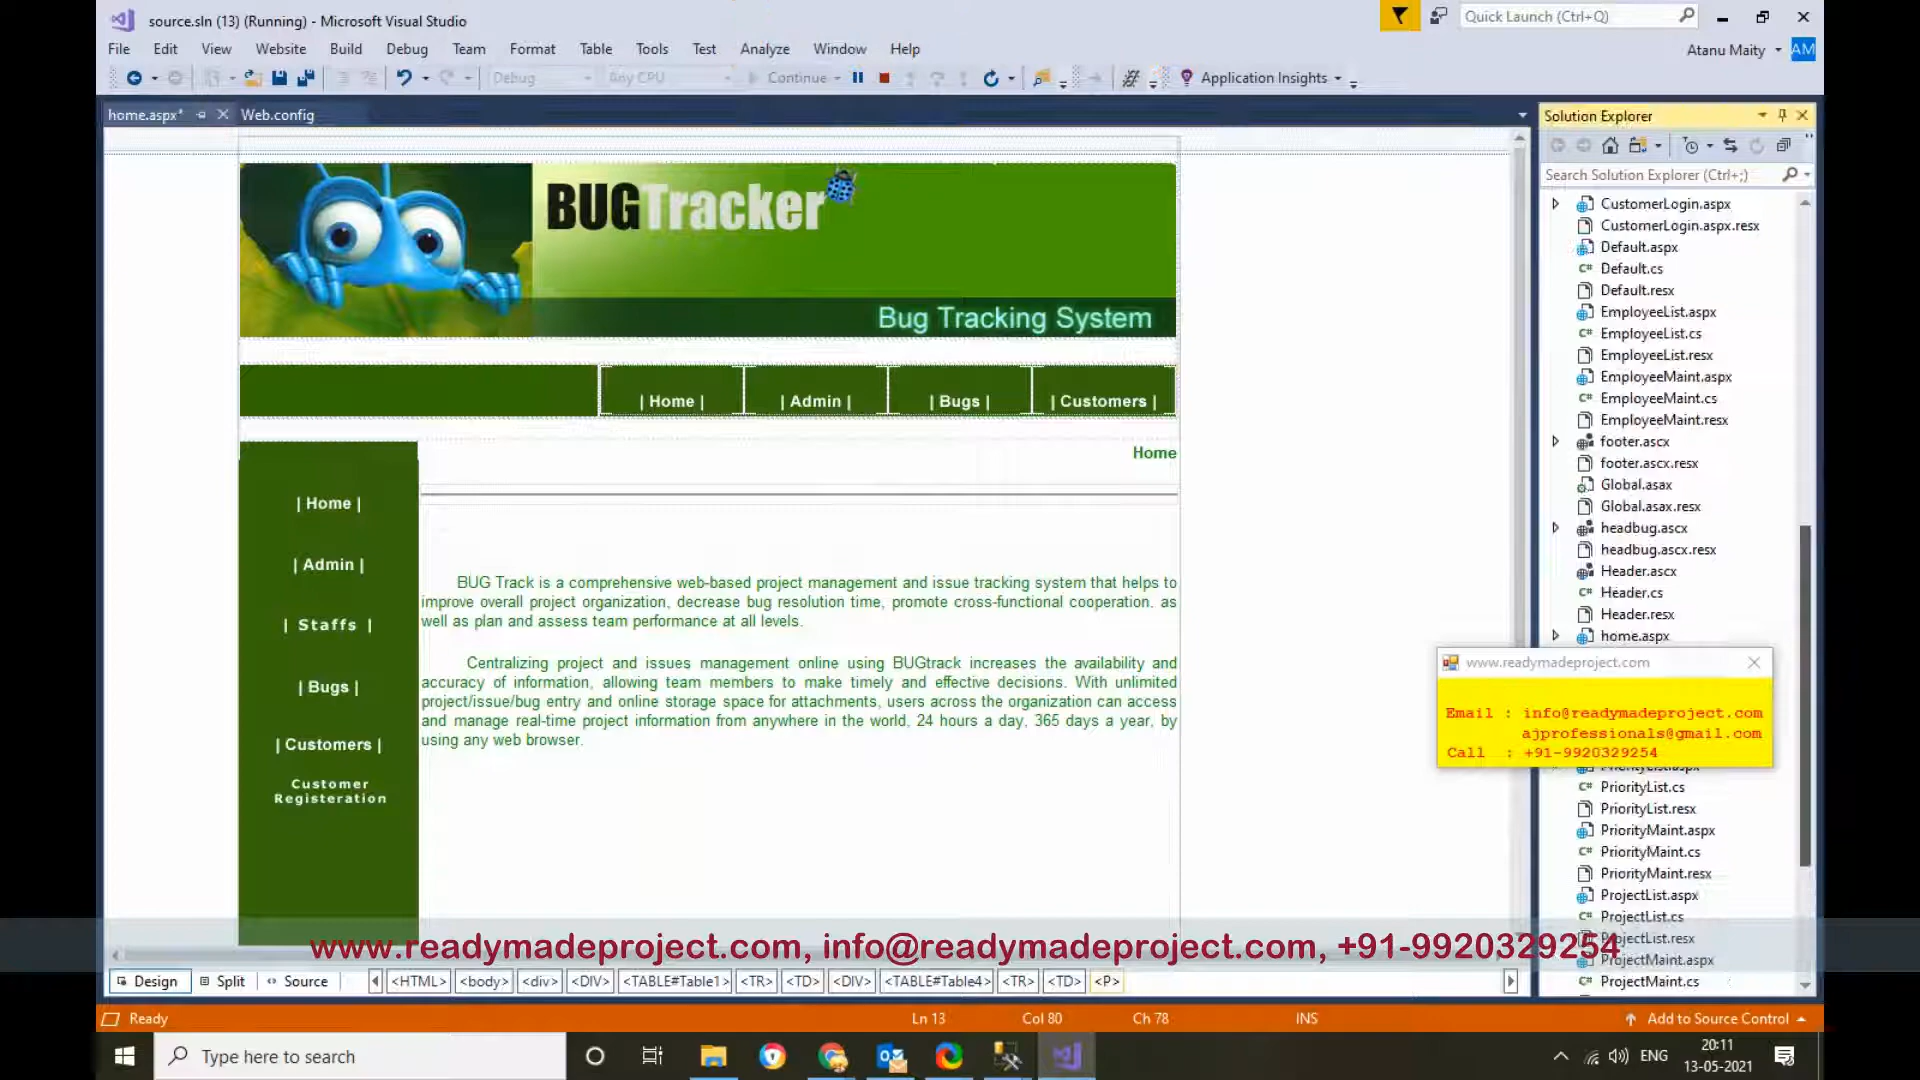 source.sln (13) (Running) - Microsoft Visual Studio
Quick Launch (Ctrl+Q)
File Edit View Website Build Debug Team Format Table Tools Test Analyze Window Help
Atanu Maity AM
Debug Any CPU Continue Application Insights
home.aspx* Web.config
Solution Explorer
Search Solution Explorer (Ctrl+;)
BUGTracker
Bug Tracking System
| Home | | Admin | | Bugs | | Customers |
Home
| Home |
| Admin |
| Staffs |
| Bugs |
| Customers |
Customer
Registeration
BUG Track is a comprehensive web-based project management and issue tracking system that helps to
improve overall project organization, decrease bug resolution time, promote cross-functional cooperation. as
well as plan and assess team performance at all levels.
Centralizing project and issues management online using BUGtrack increases the availability and
accuracy of information, allowing team members to make timely and effective decisions. With unlimited
project/issue/bug entry and online storage space for attachments, users across the organization can access
and manage real-time project information from anywhere in the world, 24 hours a day, 365 days a year, by
using any web browser.
CustomerLogin.aspx
CustomerLogin.aspx.resx
Default.aspx
Default.cs
Default.resx
EmployeeList.aspx
EmployeeList.cs
EmployeeList.resx
EmployeeMaint.aspx
EmployeeMaint.cs
EmployeeMaint.resx
footer.ascx
footer.ascx.resx
Global.asax
Global.asax.resx
headbug.ascx
headbug.ascx.resx
Header.ascx
Header.cs
Header.resx
home.aspx
www.readymadeproject.com
Email : info@readymadeproject.com
ajprofessionals@gmail.com
Call : +91-9920329254
PriorityList.aspx
PriorityList.cs
PriorityList.resx
PriorityMaint.aspx
PriorityMaint.cs
PriorityMaint.resx
ProjectList.aspx
ProjectList.cs
ProjectList.resx
ProjectMaint.aspx
ProjectMaint.cs
www.readymadeproject.com, info@readymadeproject.com, +91-9920329254
Design Split Source <HTML> <body> <div> <DIV> <TABLE#Table1> <TR> <TD> <DIV> <TABLE#Table4> <TR> <TD> <P>
Ready Ln 13 Col 80 Ch 78 INS Add to Source Control
Type here to search
ENG
20:11
13-05-2021